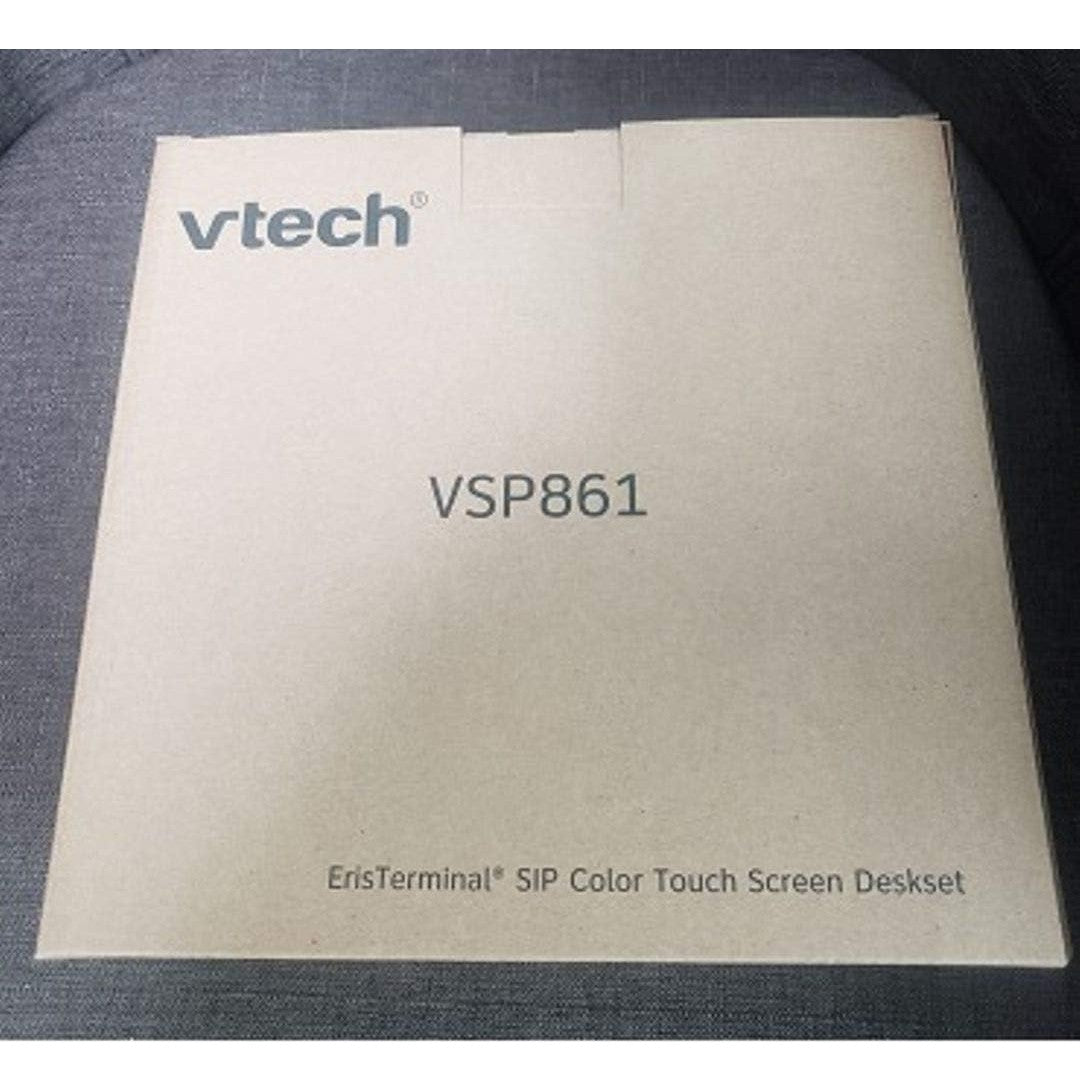 vtech®
VSP861
ErisTerminal® SIP Color Touch Screen Deskset